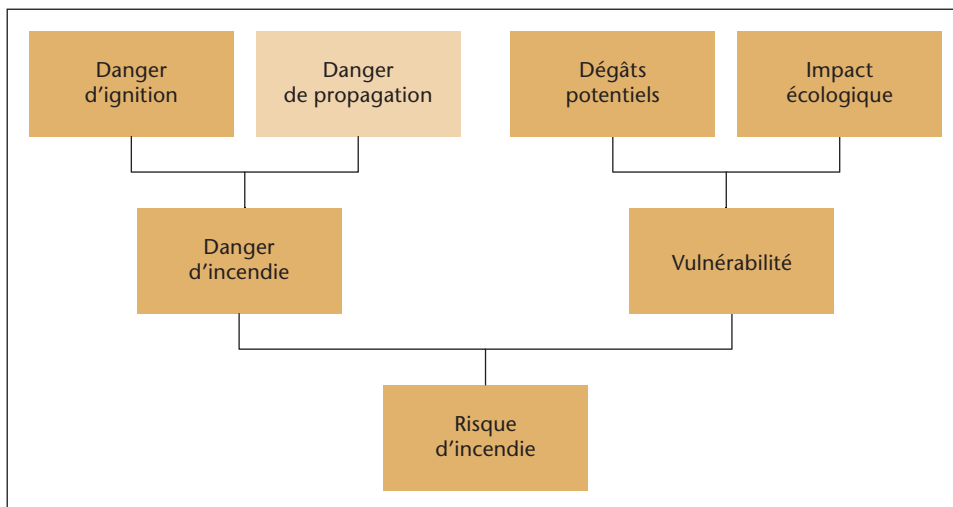 Danger
d'ignition
Danger
de propagation
Dégâts
potentiels
Impact
écologique
Danger
d'incendie
Vulnérabilité
Risque
d'incendie